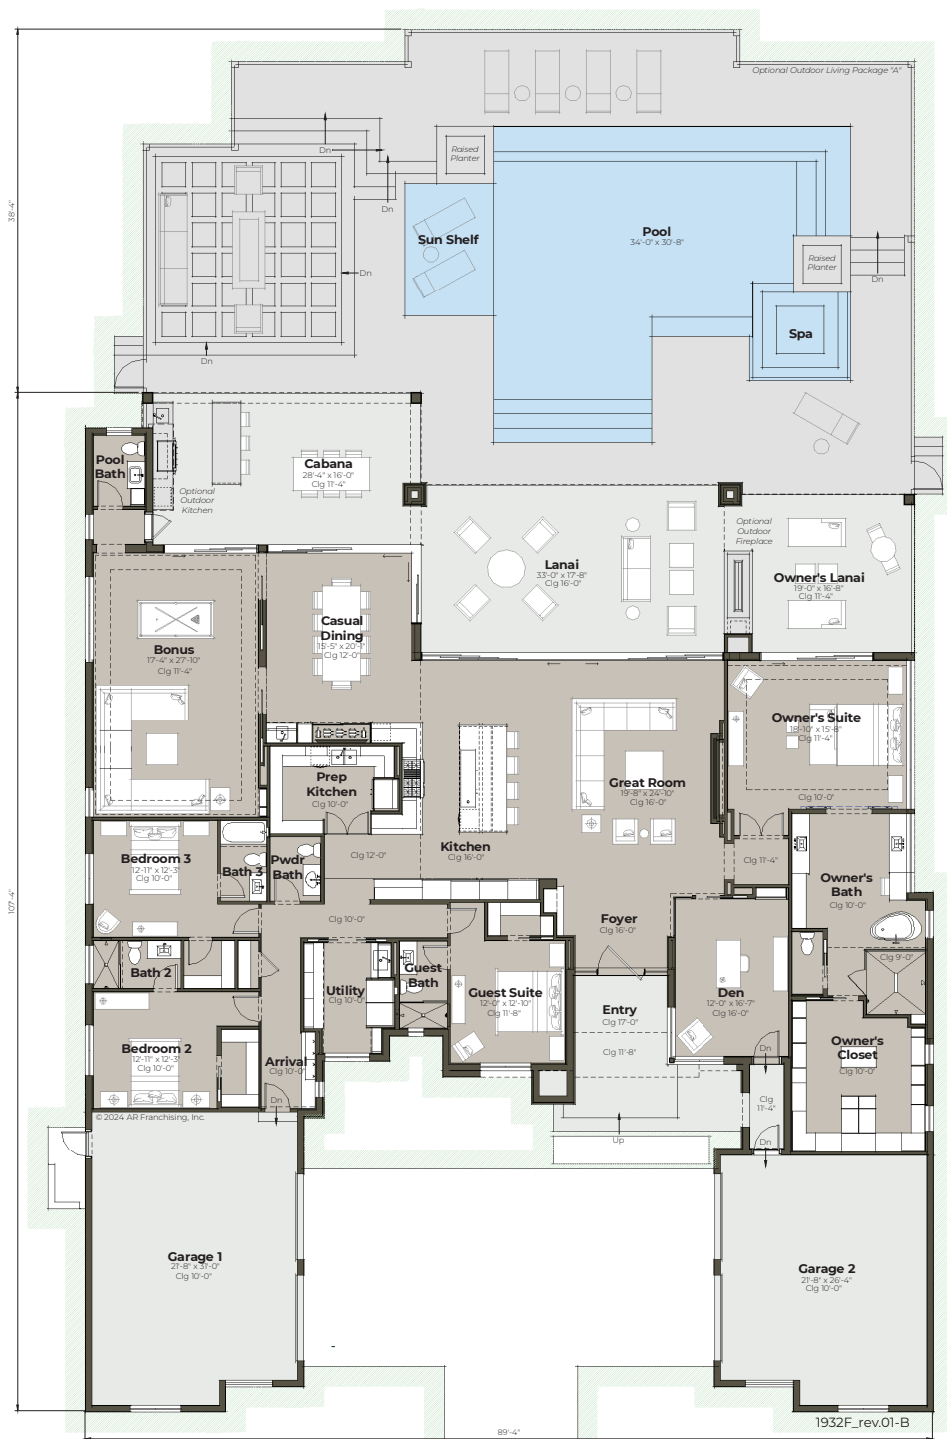 Optional Outdoor Living Package "A"
Raised
Planter
Dn
Dn
38'-4"
Sun Shelf
Pool
34'-0" x 30'-8"
Raised
Planter
Dn
Dn
Spa
Dn
Pool
Bath
Optional
Outdoor
Kitchen
Cabana
28'-4" x 16'-0"
Clg 11'-4"
Lanai
33'-0" x 17'-8"
Clg 16'-0"
Optional
Outdoor
Fireplace
Owner's Lanai
19'-0" x 16'-8"
Clg 11'-4"
Casual
Dining
15'-5" x 20'-1"
Clg 12'-0"
Bonus
17'-4" x 27'-10"
Clg 11'-4"
Owner's Suite
18'-10" x 15'-8"
Clg 11'-4"
Clg 10'-0"
Prep
Kitchen
Clg 10'-0"
Great Room
19'-8" x 24'-10"
Clg 16'-0"
Kitchen
Clg 16'-0"
Clg 12'-0"
Clg 11'-4"
Bedroom 3
12'-11" x 12'-3"
Clg 10'-0"
Bath 3
Pwdr
Bath
Owner's
Bath
Clg 10'-0"
107'-4"
Clg 10'-0"
Foyer
Clg 16'-0"
Clg 9'-0"
Bath 2
Utility
Clg 10'-0"
Guest
Bath
Guest Suite
12'-0" x 12'-10"
Clg 11'-8"
Entry
Clg 17'-0"
Den
12'-0" x 16'-7"
Clg 16'-0"
Bedroom 2
12'-11" x 12'-3"
Clg 10'-0"
Arrival
Clg 10'-0"
Clg 11'-8"
Dn
Owner's
Closet
Clg 10'-0"
Dn
Clg
11'-4"
© 2024 AR Franchising, Inc.
Up
Dn
Garage 1
21'-8" x 31'-0"
Clg 10'-0"
Garage 2
21'-8" x 26'-4"
Clg 10'-0"
1932F_rev.01-B
89'-4"